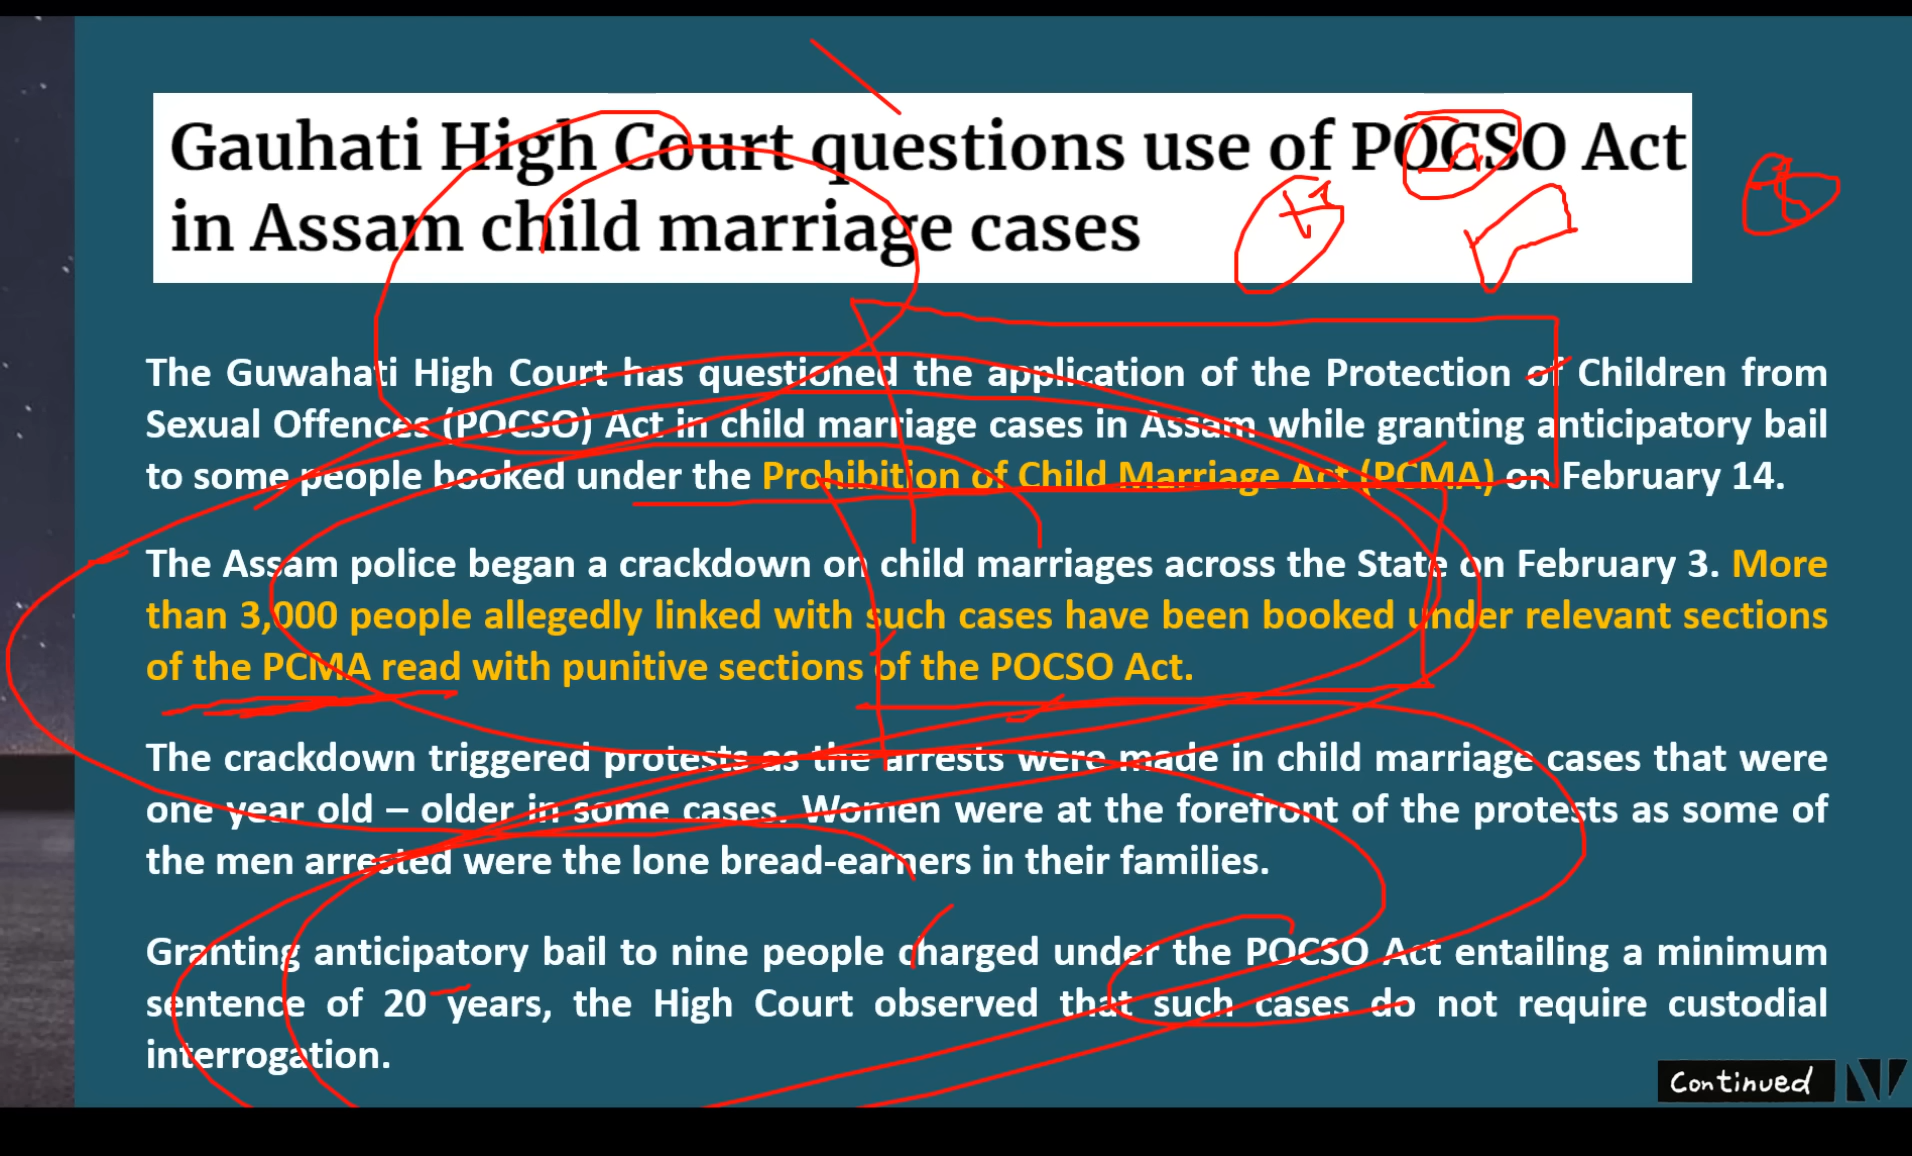 Gauhati High Court questions use of POCSO Act
in Assam child marriage cases
The Guwahati High Court has questioned the application of the Protection of Children from
Sexual Offences (POCSO) Act in child marriage cases in Assam while granting anticipatory bail
to some people booked under the Prohibition of Child Marriage Act (PCMA) on February 14.
The Assam police began a crackdown on child marriages across the State on February 3. More
than 3,000 people allegedly linked with such cases have been booked under relevant sections
of the PCMA read with punitive sections of the POCSO Act.
The crackdown triggered protests as the arrests were made in child marriage cases that were
one year old – older in some cases. Women were at the forefront of the protests as some of
the men arrested were the lone bread-earners in their families.
Granting anticipatory bail to nine people charged under the POCSO Act entailing a minimum
sentence of 20 years, the High Court observed that such cases do not require custodial
interrogation.
Continued